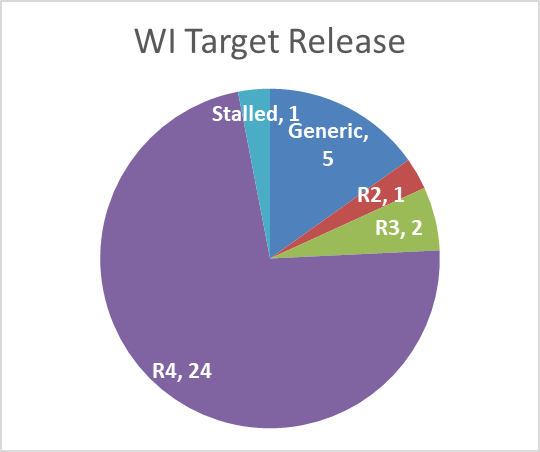 WI Target Release
Stalled, 1
Generic,
5
R2, 1
R3, 2
R4, 24